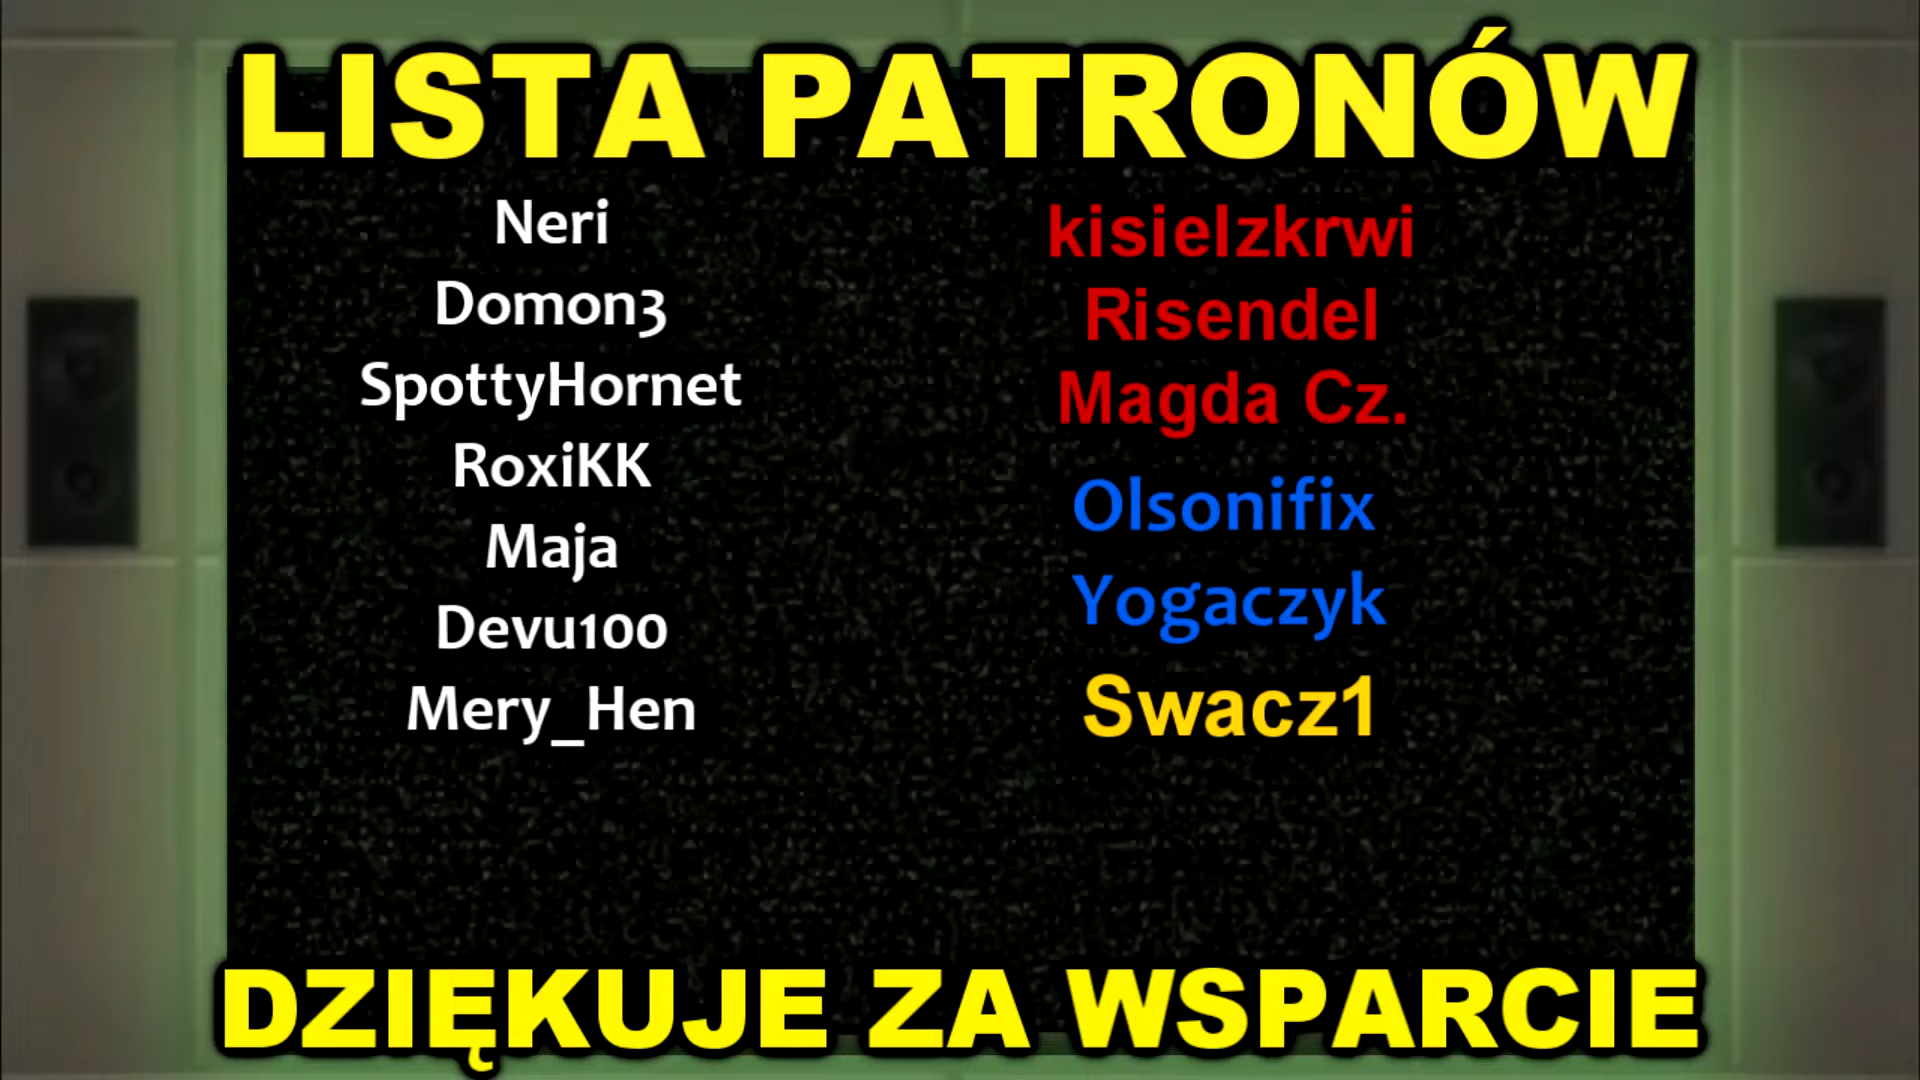 LISTA PATRONÓW
Neri
Domon3
SpottyHornet
RoxiKK
Maja
Devu100
Mery_Hen
kisielzkrwi
Risendel
Magda Cz.
Olsonifix
Yogaczyk
Swacz1
DZIĘKUJE ZA WSPARCIE